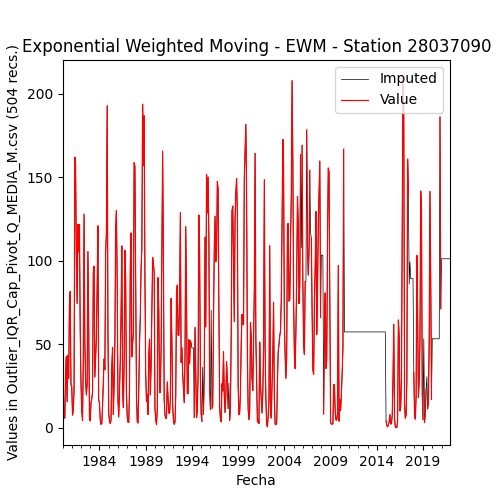 Exponential Weighted Moving - EWM - Station 28037090
Imputed
Value
Values in Outlier_IQR_Cap_Pivot_Q_MEDIA_M.csv (504 recs.)
200
150
100
50
0
1984 1989 1994 1999 2004 2009 2014 2019
Fecha